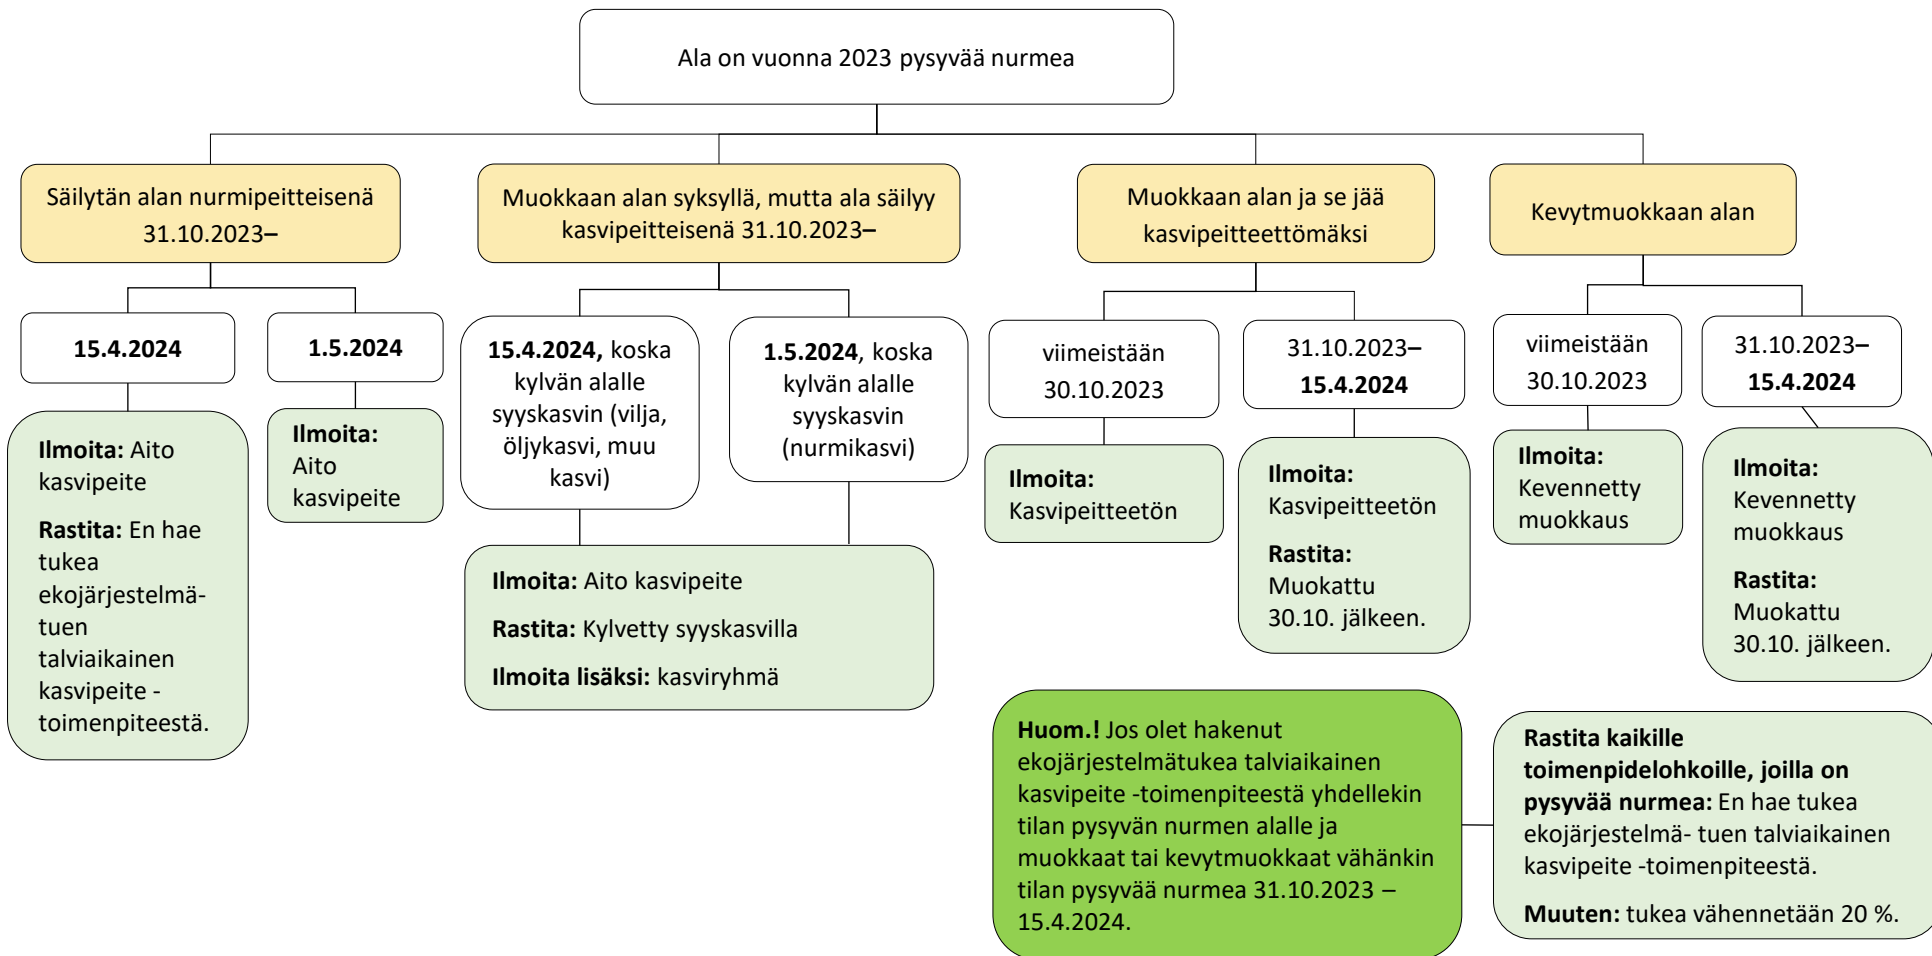 Ala on vuonna 2023 pysyvää nurmea
Säilytän alan nurmipeitteisenä
31.10.2023–
Muokkaan alan syksyllä, mutta ala säilyy
kasvipeitteisenä 31.10.2023–
Muokkaan alan ja se jää
kasvipeitteettömäksi
Kevytmuokkaan alan
15.4.2024
1.5.2024
15.4.2024, koska
kylvän alalle
syyskasvin (vilja,
öljykasvi, muu
kasvi)
1.5.2024, koska
kylvän alalle
syyskasvin
(nurmikasvi)
viimeistään
30.10.2023
31.10.2023–
15.4.2024
viimeistään
30.10.2023
31.10.2023–
15.4.2024
Ilmoita: Aito
kasvipeite
Rastita: En hae
tukea
ekojärjestelmä-
tuen
talviaikainen
kasvipeite -
toimenpiteestä.
Ilmoita:
Aito
kasvipeite
Ilmoita: Aito kasvipeite
Rastita: Kylvetty syyskasvilla
Ilmoita lisäksi: kasviryhmä
Ilmoita:
Kasvipeitteetön
Ilmoita:
Kasvipeitteetön
Rastita:
Muokattu
30.10. jälkeen.
Ilmoita:
Kevennetty
muokkaus
Ilmoita:
Kevennetty
muokkaus
Rastita:
Muokattu
30.10. jälkeen.
Huom.! Jos olet hakenut
ekojärjestelmätukea talviaikainen
kasvipeite -toimenpiteestä yhdellekin
tilan pysyvän nurmen alalle ja
muokkaat tai kevytmuokkaat vähänkin
tilan pysyvää nurmea 31.10.2023 –
15.4.2024.
Rastita kaikille
toimenpidelohkoille, joilla on
pysyvää nurmea: En hae tukea
ekojärjestelmä- tuen talviaikainen
kasvipeite -toimenpiteestä.
Muuten: tukea vähennetään 20 %.